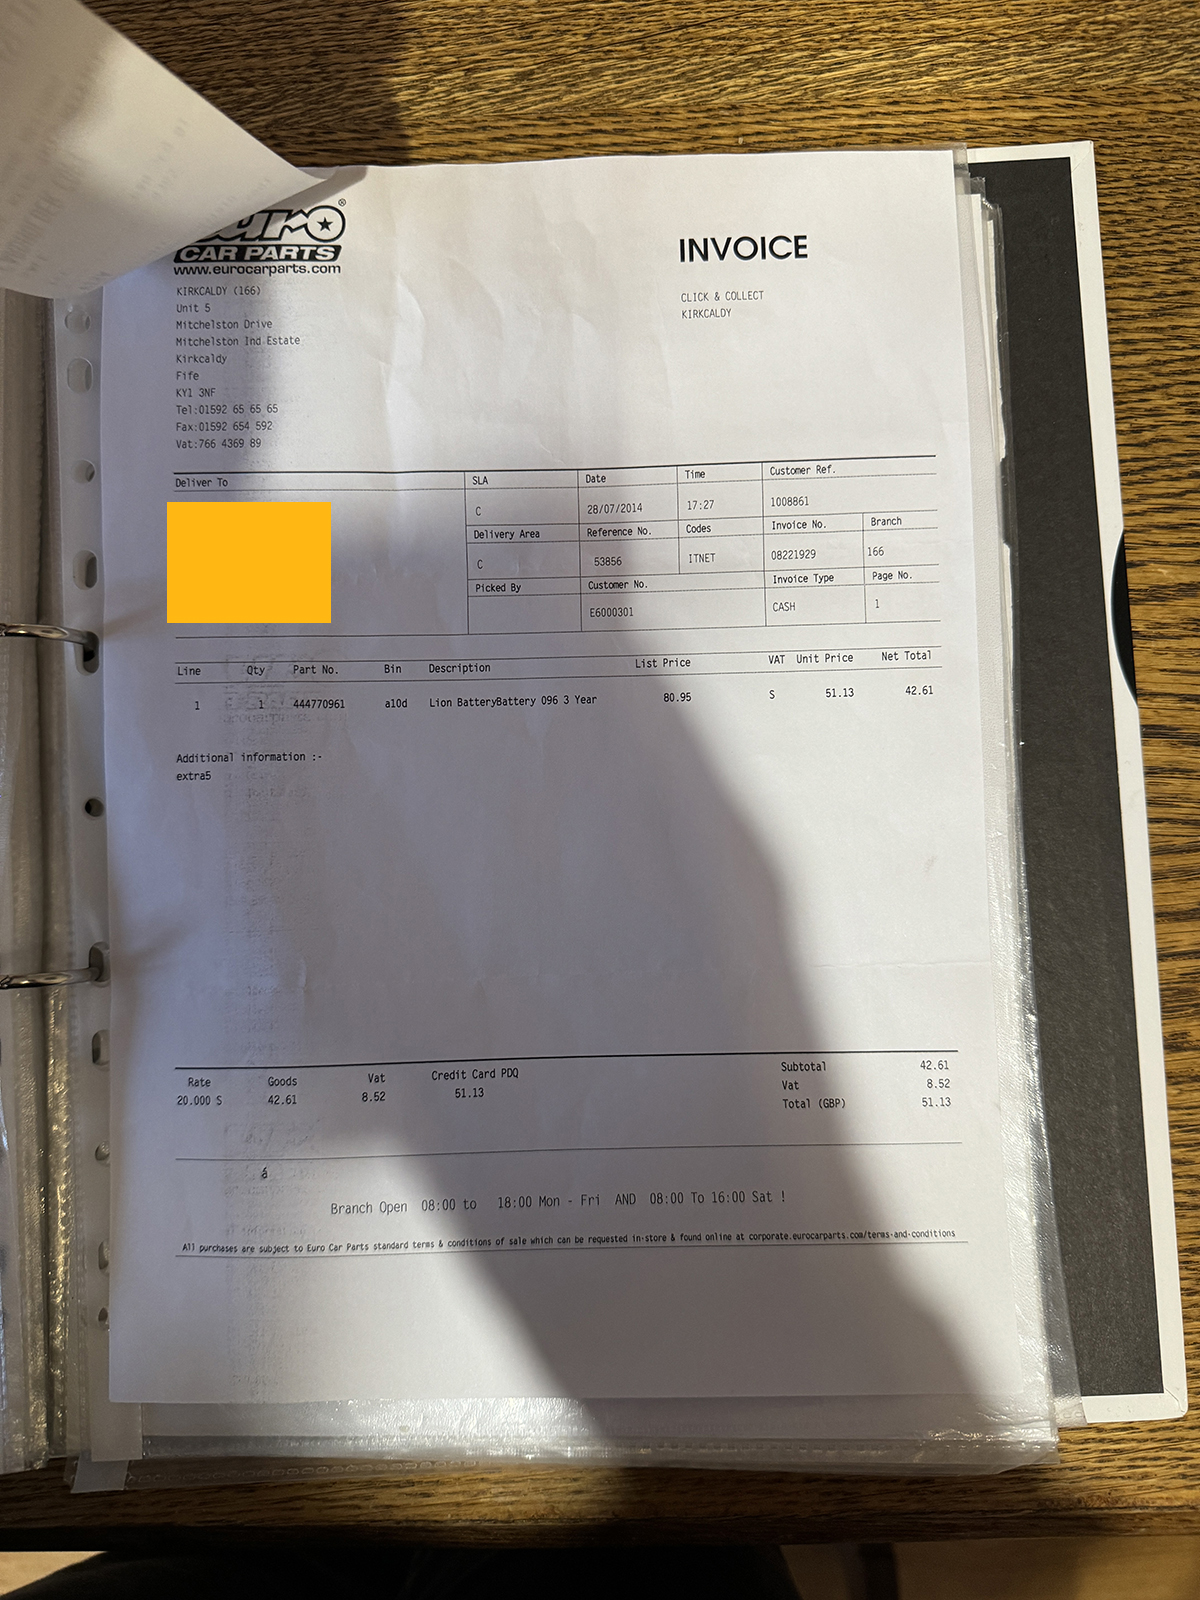 CAR PARTS
www.eurocarparts.com
INVOICE
KIRKCALDY (166)
Unit 5
Mitchelston Drive
Mitchelston Ind Estate
Kirkcaldy
Fife
KY1 3NF
Tel:01592 65 65 65
Fax:01592 654 592
Vat:766 4369 89
CLICK & COLLECT
KIRKCALDY
Deliver To
SLA Date Time Customer Ref.
C 28/07/2014 17:27 1008861
Delivery Area Reference No. Codes Invoice No. Branch
C 53856 ITNET 08221929 166
Picked By Customer No. Invoice Type Page No.
E6000301 CASH 1
Line Qty Part No. Bin Description List Price VAT Unit Price Net Total
1 1 444770961 a10d Lion BatteryBattery 096 3 Year 80.95 S 51.13 42.61
Additional information :-
extra5
Rate Goods Vat Credit Card PDQ
20.000 S 42.61 8.52 51.13
Subtotal 42.61
Vat 8.52
Total (GBP) 51.13
á
Branch Open 08:00 to 18:00 Mon - Fri AND 08:00 To 16:00 Sat !
All purchases are subject to Euro Car Parts standard terms & conditions of sale which can be requested in-store & found online at corporate.eurocarparts.com/terms-and-conditions